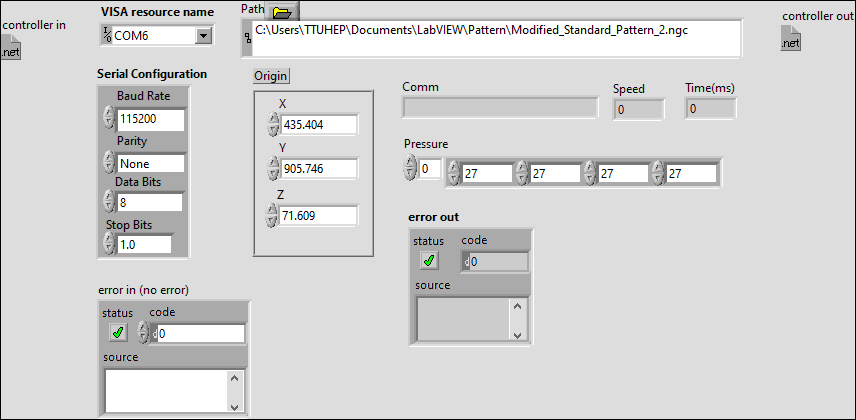 controller in
.net
VISA resource name
I/O COM6
Path
C:\Users\TTUHEP\Documents\LabVIEW\Pattern\Modified_Standard_Pattern_2.ngc
controller out
.net
Serial Configuration
Baud Rate
115200
Parity
None
Data Bits
8
Stop Bits
1.0
Origin
X
435.404
Y
905.746
Z
71.609
Comm
Speed
0
Time(ms)
0
Pressure
0 27 27 27 27
error in (no error)
status code
d0
source
error out
status code
d0
source